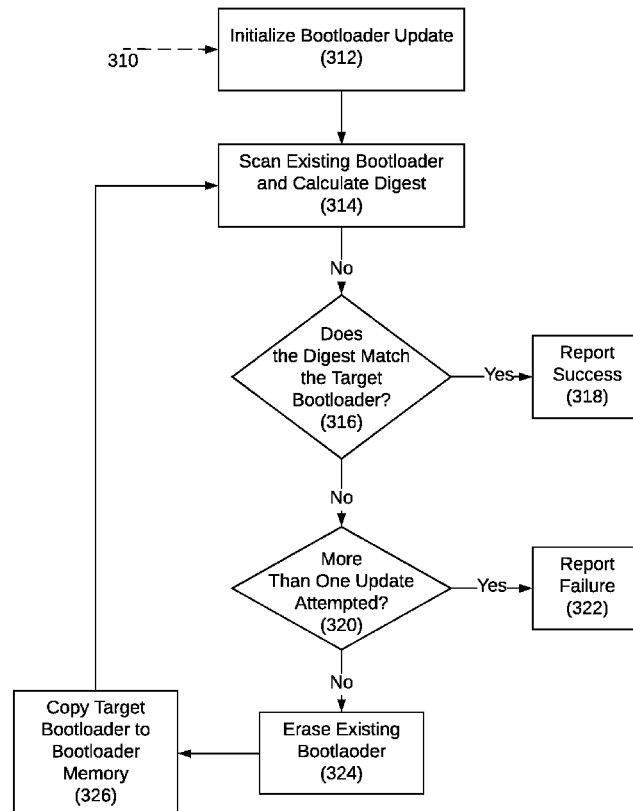 Initialize Bootloader Update
(312)
310
Scan Existing Bootloader
and Calculate Digest
(314)
No
Does
the Digest Match
the Target
Bootloader?
(316)
Yes
Report
Success
(318)
No
More
Than One Update
Attempted?
(320)
Yes
Report
Failure
(322)
No
Erase Existing
Bootlaoder
(324)
Copy Target
Bootloader to
Bootloader
Memory
(326)